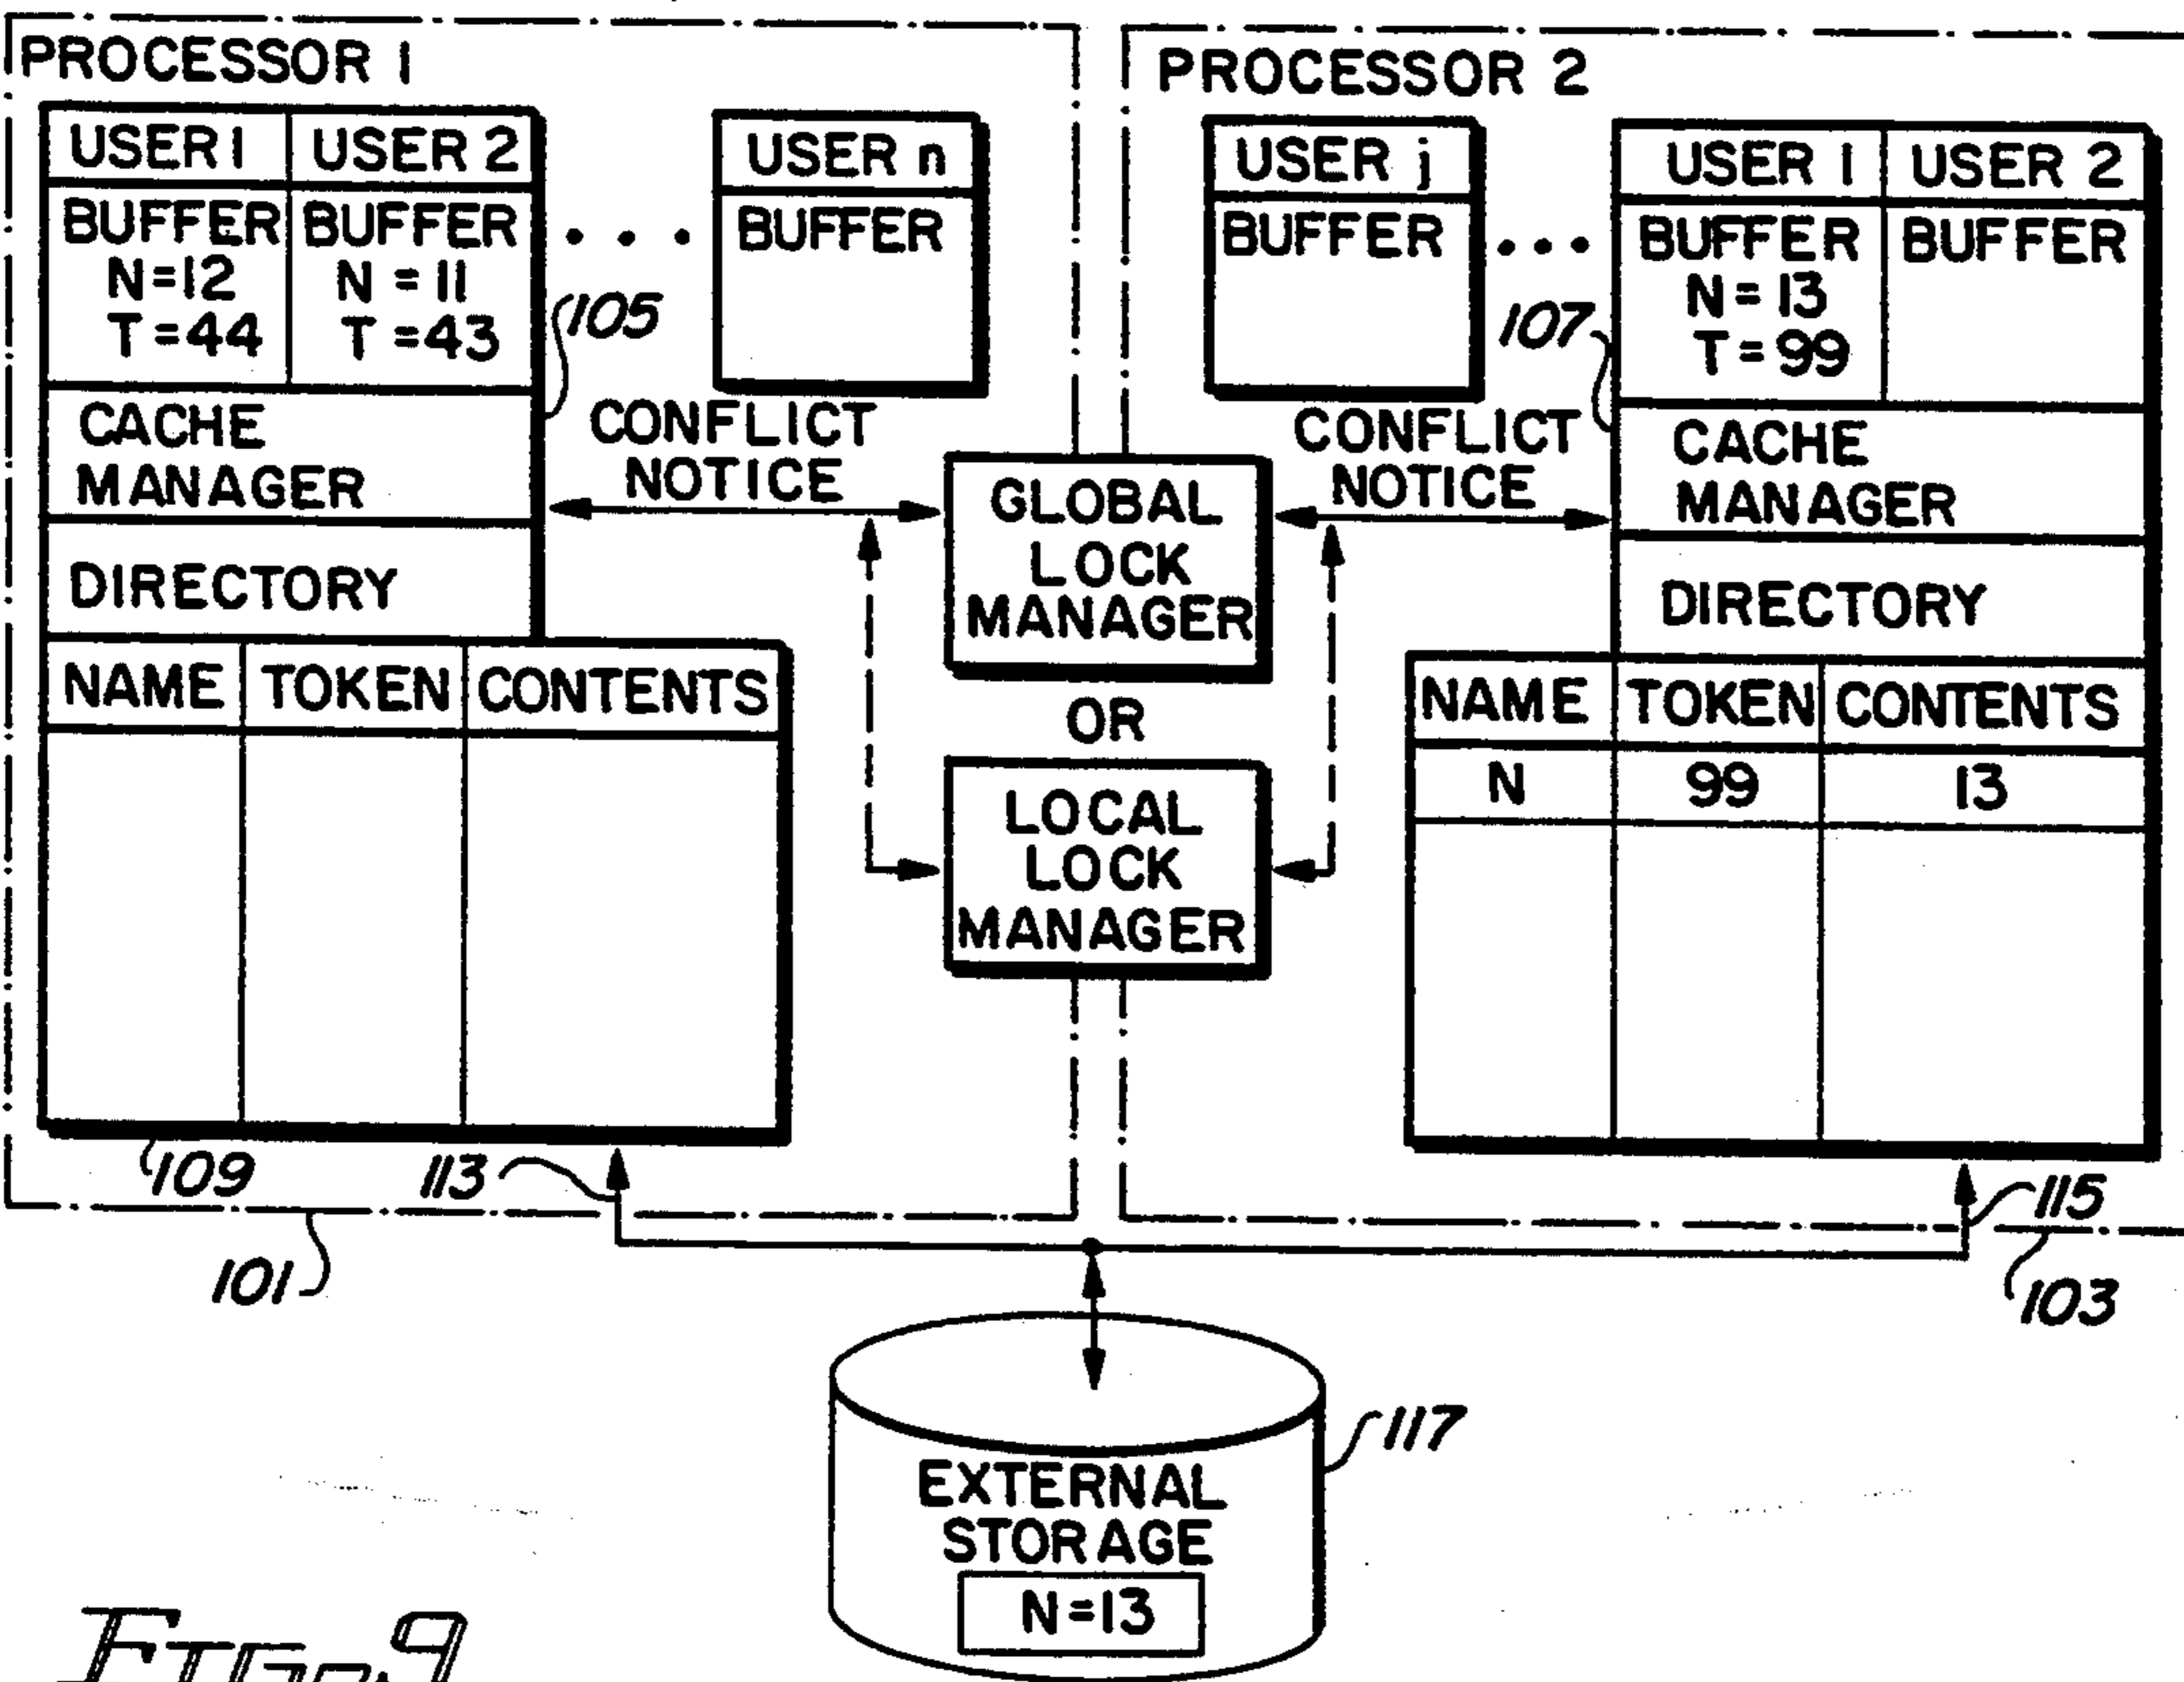 PROCESSOR 1
USER 1
USER 2
BUFFER
N=12
T=44
BUFFER
N=11
T=43
• • •
USER n
BUFFER
105
CACHE
MANAGER
CONFLICT
NOTICE
DIRECTORY
NAME TOKEN CONTENTS
109
113
101
GLOBAL
LOCK
MANAGER
OR
LOCAL
LOCK
MANAGER
PROCESSOR 2
USER j
BUFFER
•••
USER 1
USER 2
BUFFER
N=13
T=99
BUFFER
107
CONFLICT
NOTICE
CACHE
MANAGER
DIRECTORY
NAME TOKEN CONTENTS
N 99 13
115
103
117
EXTERNAL
STORAGE
N=13
FIG. 9